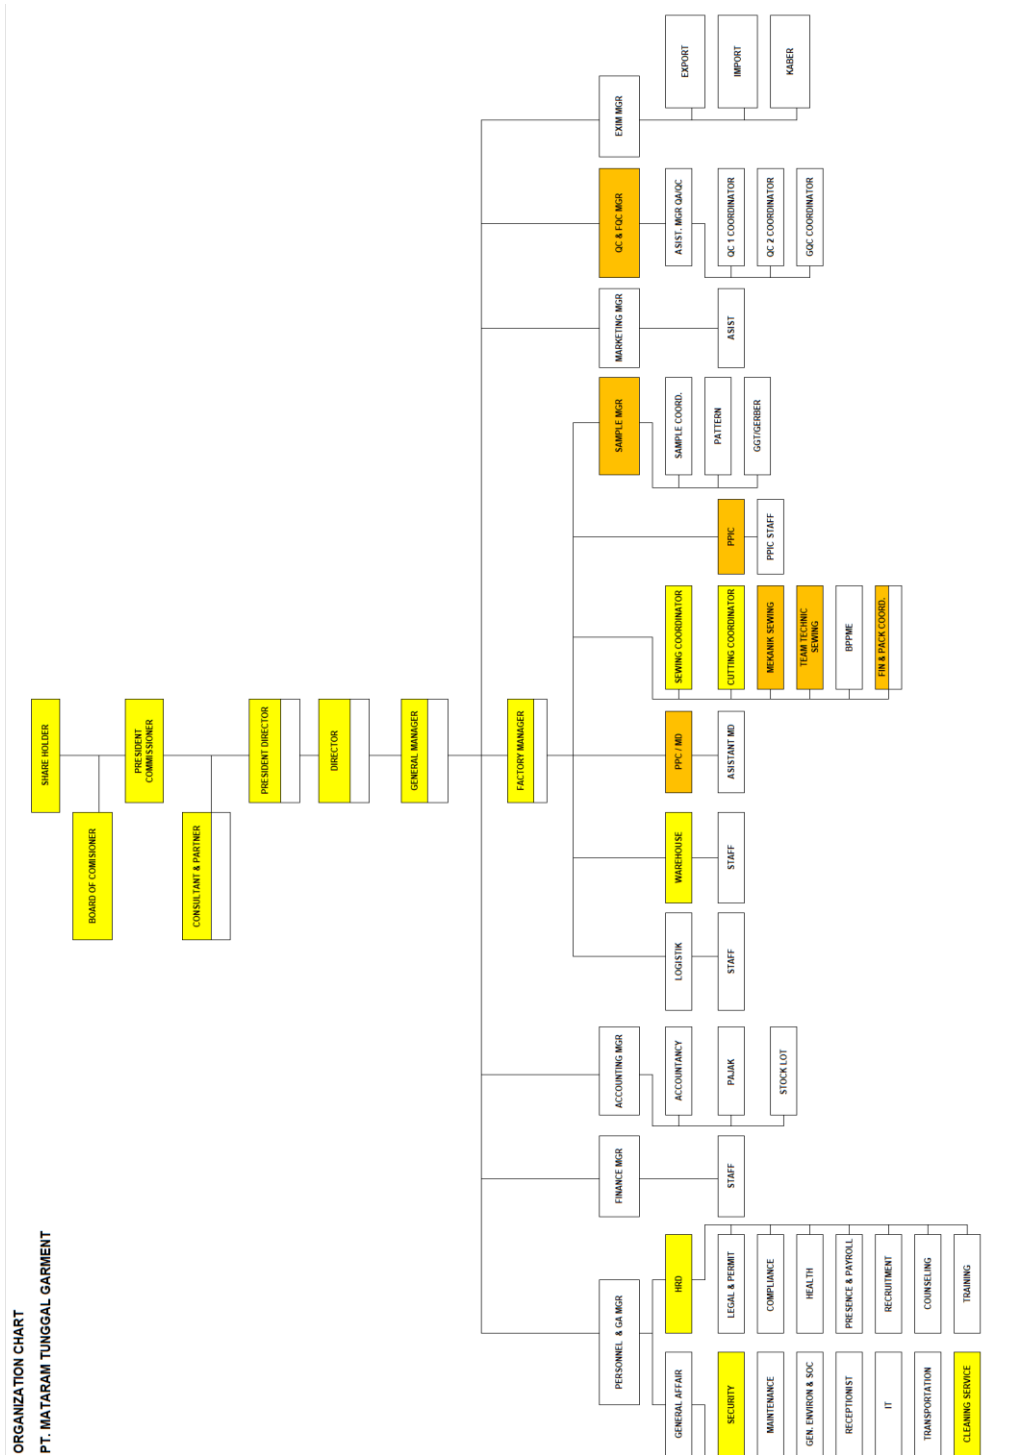 ORGANIZATION CHART
PT. MATARAM TUNGGAL GARMENT
SHARE HOLDER
BOARD OF COMISIONER
PRESIDENT
COMMISSIONER
CONSULTANT & PARTNER
PRESIDENT DIRECTOR
DIRECTOR
GENERAL MANAGER
FACTORY MANAGER
PERSONNEL & GA MGR
FINANCE MGR
ACCOUNTING MGR
SAMPLE MGR
MARKETING MGR
QC & FQC MGR
EXIM MGR
GENERAL AFFAIR
HRD
ACCOUNTANCY
LOGISTIK
WAREHOUSE
PPC / MD
SEWING COORDINATOR
SAMPLE COORD.
ASIST. MGR QA/QC
EXPORT
SECURITY
LEGAL & PERMIT
STAFF
PAJAK
STAFF
STAFF
ASISTANT MD
CUTTING COORDINATOR
PPIC
PATTERN
ASIST
QC 1 COORDINATOR
IMPORT
MAINTENANCE
COMPLIANCE
STOCK LOT
MEKANIK SEWING
PPIC STAFF
GGT/GERBER
QC 2 COORDINATOR
KABER
GEN. ENVIRON & SOC
HEALTH
TEAM TECHNIC
SEWING
GQC COORDINATOR
RECEPTIONIST
PRESENCE & PAYROLL
BPPME
IT
RECRUITMENT
FIN & PACK COORD.
TRANSPORTATION
COUNSELING
CLEANING SERVICE
TRAINING